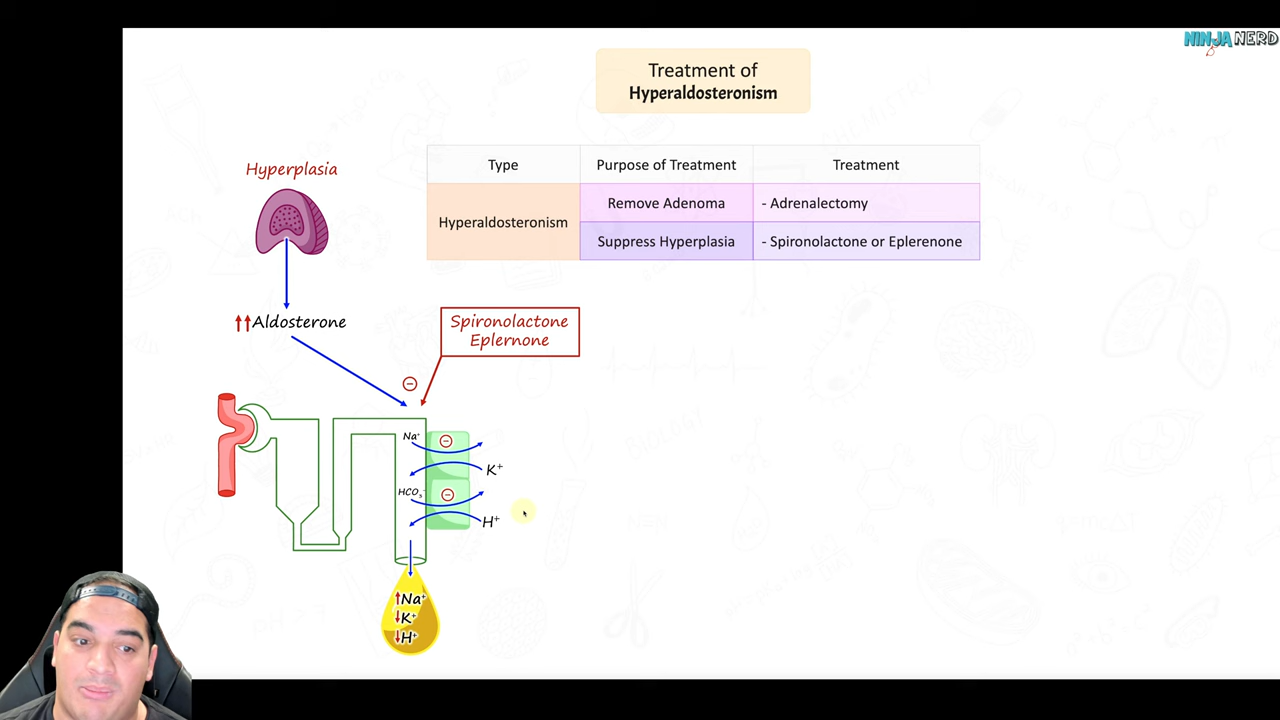 NINJA NERD
Treatment of
Hyperaldosteronism
Type
Purpose of Treatment
Treatment
Hyperaldosteronism
Remove Adenoma
- Adrenalectomy
Suppress Hyperplasia
- Spironolactone or Eplerenone
Hyperplasia
↑↑Aldosterone
Spironolactone
Eplernone
Na⁺
K⁺
HCO₃⁻
H⁺
↑Na⁺
↓K⁺
↓H⁺